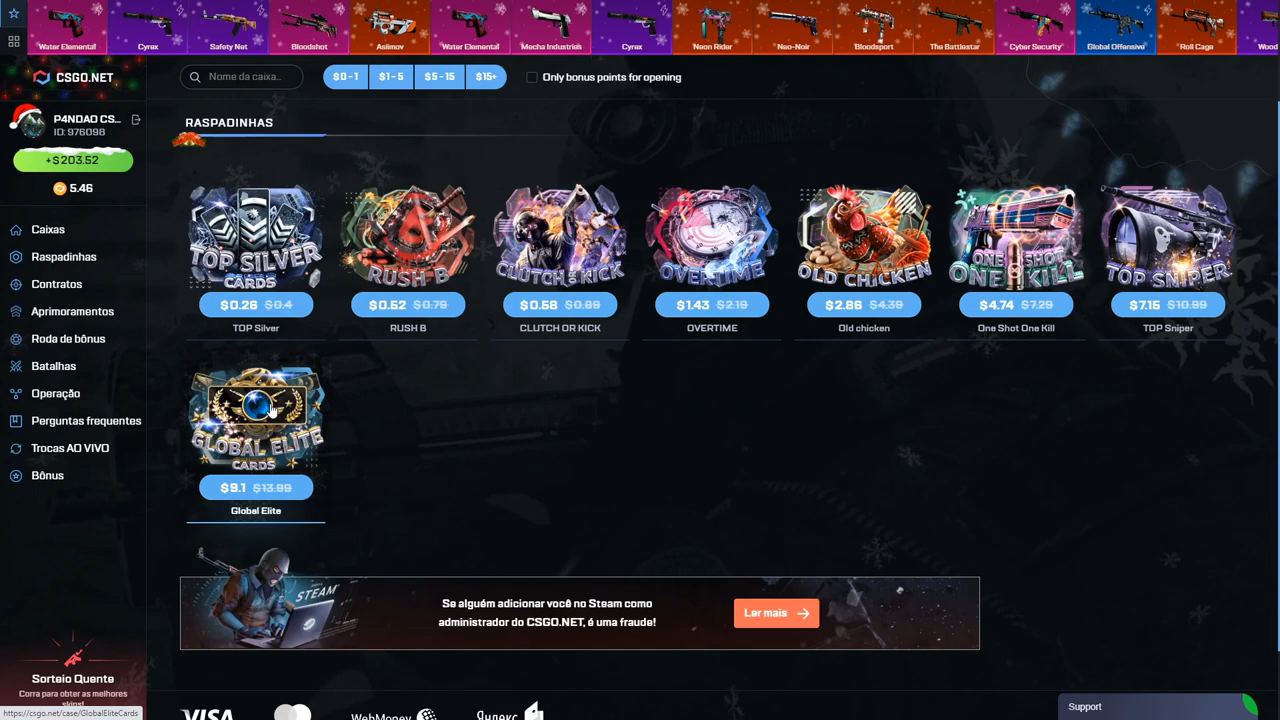 Water Elemental
Cyrex
Safety Net
Bloodshot
Asiimov
Water Elemental
Mecha Industries
Cyrex
Neon Rider
Neo-Noir
Bloodsport
The Battlestar
Cyber Security
Global Offensive
Roll Cage
Wood
CSGO.NET
P4NDAO CS...
ID: 976098
+$203.52
5.46
Caixas
Raspadinhas
Contratos
Aprimoramentos
Roda de bônus
Batalhas
Operação
Perguntas frequentes
Trocas AO VIVO
Bônus
Sorteio Quente
Corra para obter as melhores
skins!
https://csgo.net/case/GlobalEliteCards
Nome da caixa...
$0 - 1
$1 - 5
$5 - 15
$15+
Only bonus points for opening
RASPADINHAS
TOP SILVER
CARDS
$0.26 $0.4
TOP Silver
RUSH B
$0.52 $0.79
RUSH B
CLUTCH OR KICK
$0.58 $0.89
CLUTCH OR KICK
OVERTIME
$1.43 $2.19
OVERTIME
OLD CHICKEN
$2.86 $4.39
Old chicken
ONE SHOT
ONE KILL
$4.74 $7.29
One Shot One Kill
TOP SNIPER
$7.15 $10.99
TOP Sniper
GLOBAL ELITE
CARDS
$9.1 $13.99
Global Elite
STEAM
Se alguém adicionar você no Steam como
administrador do CSGO.NET, é uma fraude!
Ler mais
VISA
WebMoney
Яндекс
Support